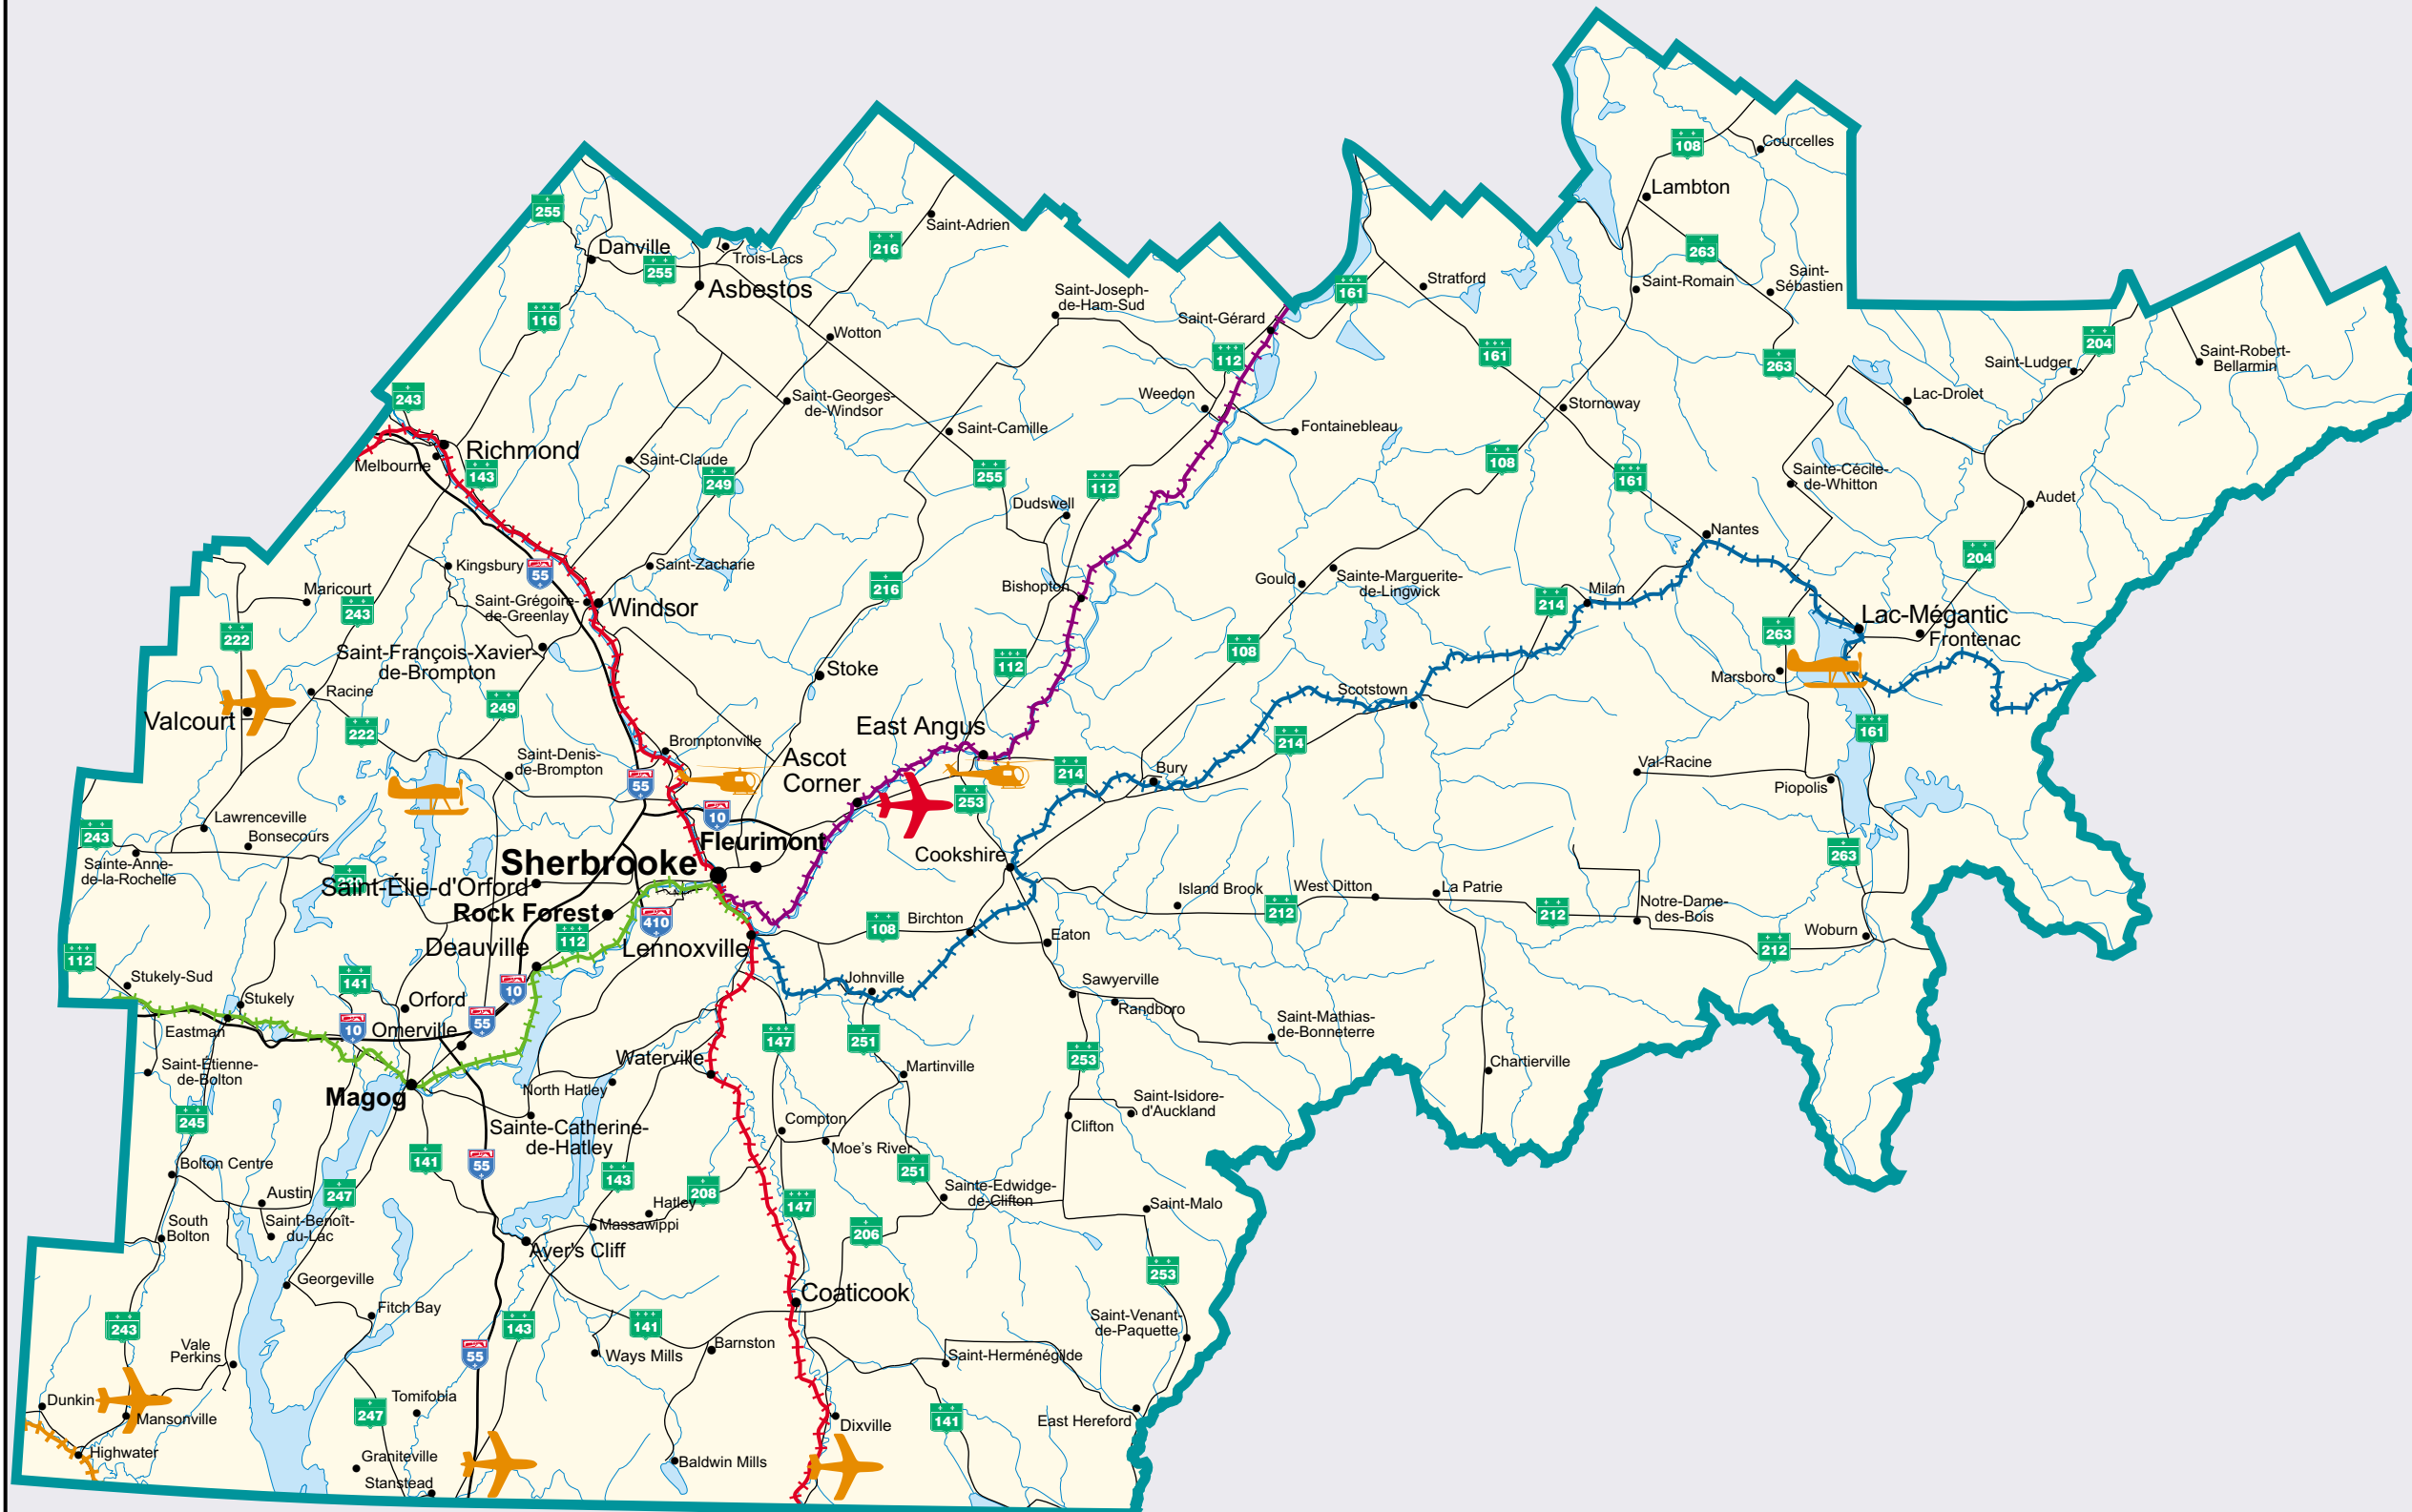 108
Courcelles
Lambton
255
Saint-Adrien
Danville
216
Trois-Lacs
255
263
Asbestos
Saint-Joseph-
de-Ham-Sud
161
Stratford
Saint-Romain
Saint-
Sébastien
116
Wotton
Saint-Gérard
112
161
263
204
Saint-Ludger
Saint-Robert-
Bellarmin
243
Saint-Georges-
de-Windsor
Weedon
Stornoway
Lac-Drolet
Saint-Camille
Fontainebleau
Richmond
Melbourne
143
Saint-Claude
249
255
112
108
161
Sainte-Cécile-
de-Whitton
Dudswell
Audet
Nantes
Kingsbury
55
Saint-Zacharie
204
Maricourt
243
Saint-Grégoire-
de-Greenlay
Windsor
216
Bishopton
Gould
Sainte-Marguerite-
de-Lingwick
214
Milan
Lac-Mégantic
263
Frontenac
222
Saint-François-Xavier-
de-Brompton
Stoke
112
108
Marsboro
Racine
249
Scotstown
Valcourt
222
East Angus
161
Bromptonville
Saint-Denis-
de-Brompton
Ascot
Corner
214
214
Bury
Val-Racine
Piopolis
55
253
10
Lawrenceville
Bonsecours
243
Fleurimont
Sainte-Anne-
de-la-Rochelle
Sherbrooke
Cookshire
263
Saint-Élie-d'Orford
Rock Forest
410
Island Brook
West Ditton
La Patrie
212
212
Notre-Dame-
des-Bois
108
Birchton
112
Deauville
Lennoxville
Eaton
212
Woburn
112
Stukely-Sud
141
Johnville
Sawyerville
Stukely
Orford
10
Randboro
Eastman
10
Omerville
55
147
251
Saint-Mathias-
de-Bonneterre
Saint-Étienne-
de-Bolton
Waterville
253
Martinville
Chartierville
Magog
North Hatley
245
Sainte-Catherine-
de-Hatley
Compton
Saint-Isidore-
d'Auckland
Clifton
Moe's River
141
55
Bolton Centre
143
208
251
Austin
247
Hatley
147
Sainte-Edwidge-
de-Clifton
Saint-Malo
South
Bolton
Saint-Benoît-
du-Lac
Massawippi
206
Ayer's Cliff
Georgeville
253
Coaticook
Fitch Bay
243
143
141
Saint-Venant-
de-Paquette
Vale
Perkins
55
Ways Mills
Barnston
Saint-Herménégilde
Dunkin
Tomifobia
Mansonville
247
Dixville
141
East Hereford
Highwater
Graniteville
Stanstead
Baldwin Mills